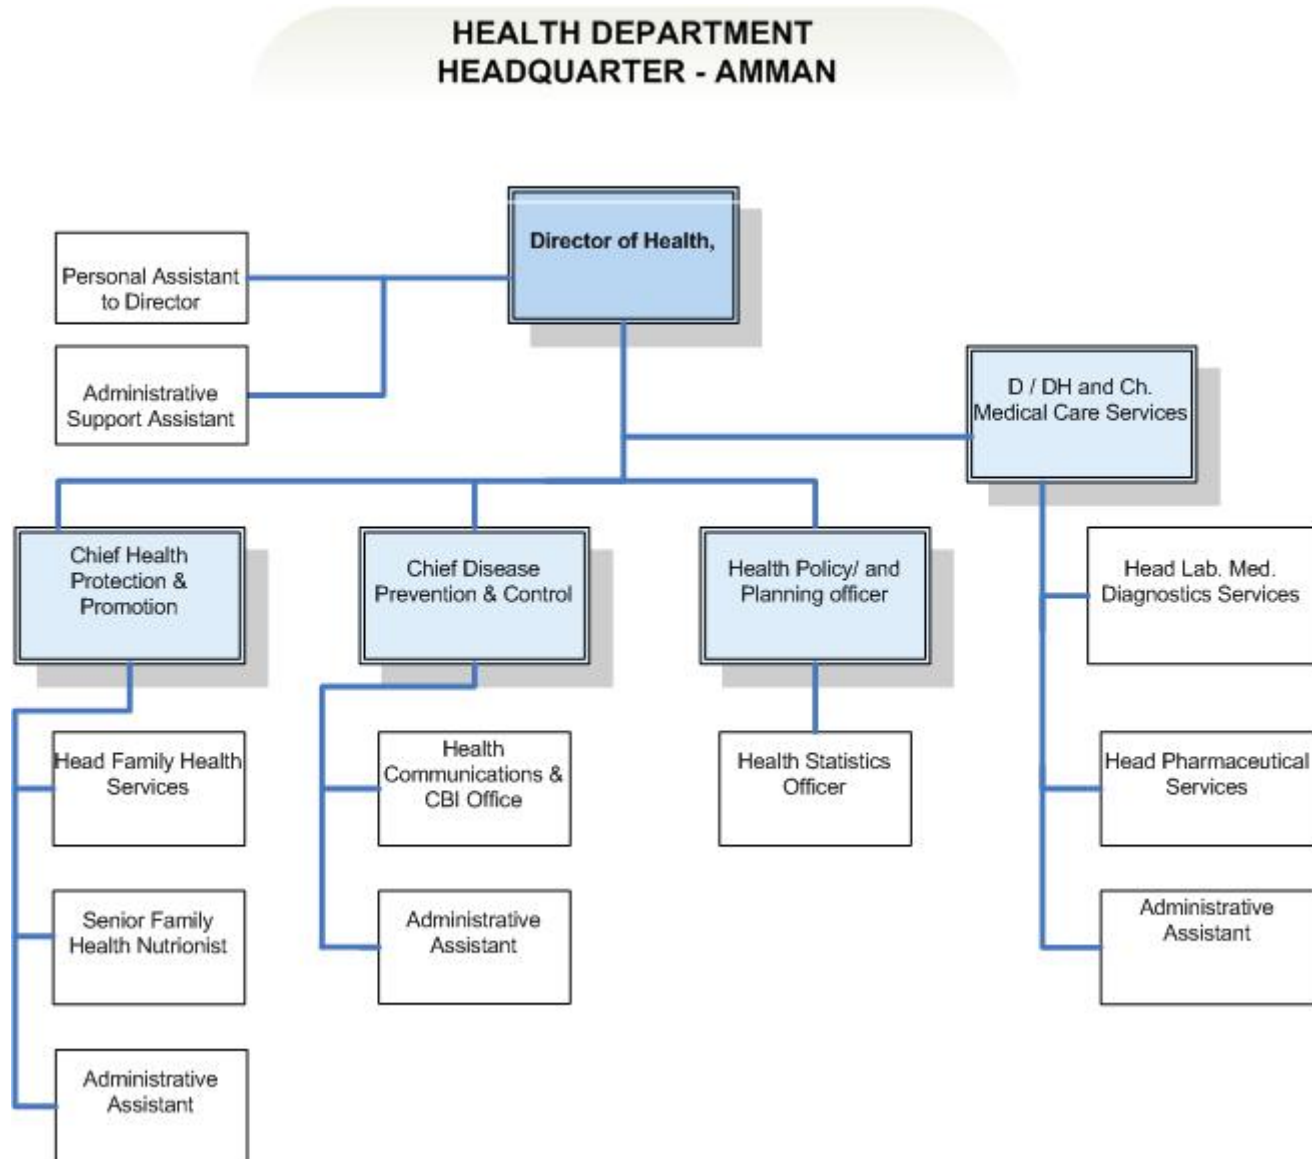 HEALTH DEPARTMENT
HEADQUARTER - AMMAN
Director of Health,
Personal Assistant
to Director
Administrative
Support Assistant
D / DH and Ch.
Medical Care Services
Chief Health
Protection &
Promotion
Chief Disease
Prevention & Control
Health Policy/ and
Planning officer
Head Lab. Med.
Diagnostics Services
Head Family Health
Services
Health
Communications &
CBI Office
Health Statistics
Officer
Head Pharmaceutical
Services
Senior Family
Health Nutrionist
Administrative
Assistant
Administrative
Assistant
Administrative
Assistant